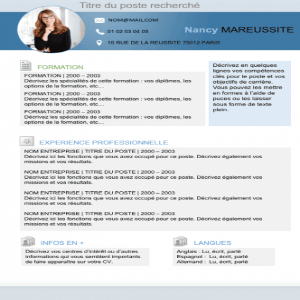 Titre du poste recherché
NOM@MAIL.COM
01 02 03 04 05
Nancy MAREUSSITE
16 RUE DE LA REUSSITE 75012 PARIS
FORMATION
FORMATION | 2000 – 2003
Décrivez les spécialités de cette formation : vos diplômes, les
options de la formation, etc...
FORMATION | 2000 – 2003
Décrivez les spécialités de cette formation : vos diplômes, les
options de la formation, etc...
FORMATION | 2000 – 2003
Décrivez les spécialités de cette formation : vos diplômes, les
options de la formation, etc...
Décrivez en quelques
lignes vos compétences
clés pour le poste et vos
objectifs de carrière.
Vous pouvez les mettre
en formes à l'aide de
puces ou les laisser
sous forme de texte
plein.
EXPERIENCE PROFESSIONNELLE
NOM ENTREPRISE | TITRE DU POSTE | 2000 – 2003
Décrivez ici les fonctions que vous avez occupé pour ce poste. Décrivez également vos
missions et vos résultats.
NOM ENTREPRISE | TITRE DU POSTE | 2000 – 2003
Décrivez ici les fonctions que vous avez occupé pour ce poste. Décrivez également vos
missions et vos résultats.
NOM ENTREPRISE | TITRE DU POSTE | 2000 – 2003
Décrivez ici les fonctions que vous avez occupé pour ce poste. Décrivez également vos
missions et vos résultats.
NOM ENTREPRISE | TITRE DU POSTE | 2000 – 2003
Décrivez ici les fonctions que vous avez occupé pour ce poste. Décrivez également vos
missions et vos résultats.
INFOS EN +
Décrivez vos centres d'intérêt ou d'autres
informations qui vous semblent importants
de faire apparaître sur votre CV.
LANGUES
Anglais : Lu, écrit, parlé
Espagnol : Lu, écrit, parlé
Allemand : Lu, écrit, parlé